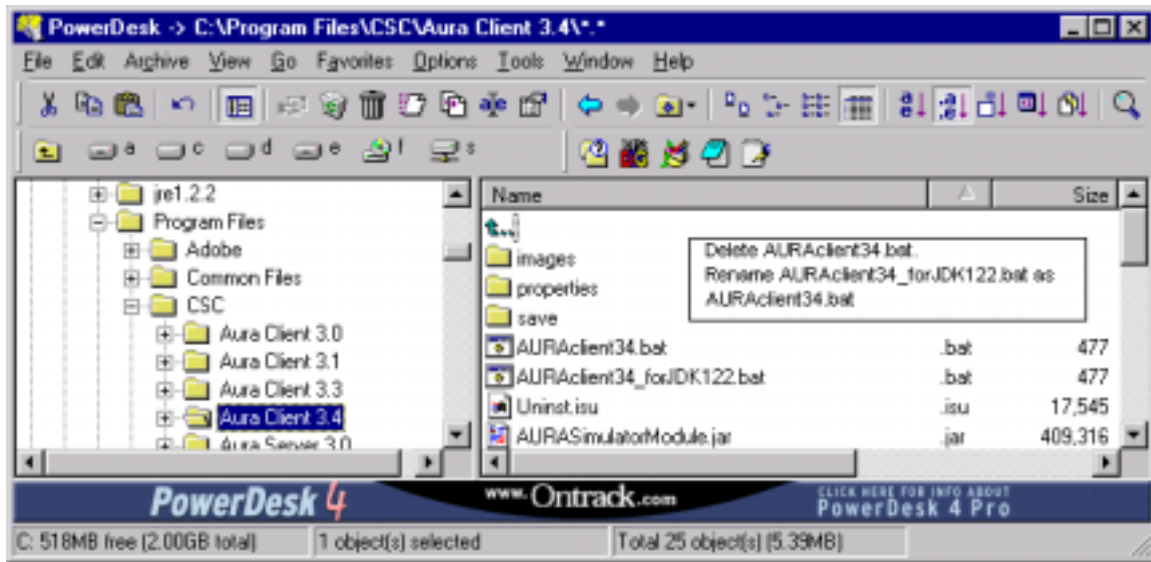 PowerDesk -> C:\Program Files\CSC\Aura Client 3.4\*.*
File Edit Archive View Go Favorites Options Tools Window Help
a c d e f s
jre1.2.2
Program Files
Adobe
Common Files
CSC
Aura Client 3.0
Aura Client 3.1
Aura Client 3.3
Aura Client 3.4
Aura Server 3.0
Name Size
images
properties
save
AURAclient34.bat .bat 477
AURAclient34_forJDK122.bat .bat 477
Uninst.isu .isu 17,545
AURASimulatorModule.jar .jar 409,316
Delete AURAclient34.bat.
Rename AURAclient34_forJDK122.bat as
AURAclient34.bat
PowerDesk 4
www.Ontrack.com
CLICK HERE FOR INFO ABOUT
PowerDesk 4 Pro
C: 518MB free (2.00GB total) 1 object(s) selected Total 25 object(s) (5.39MB)